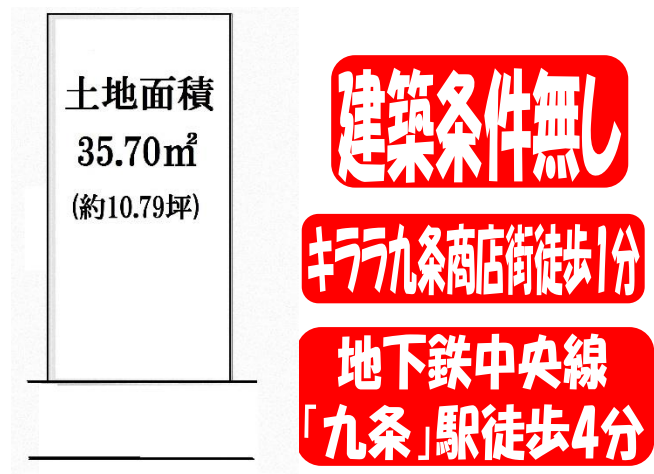 土地面積
35.70㎡
(約10.79坪)
建築条件無し
キララ九条商店街徒歩1分
地下鉄中央線
「九条」駅徒歩4分